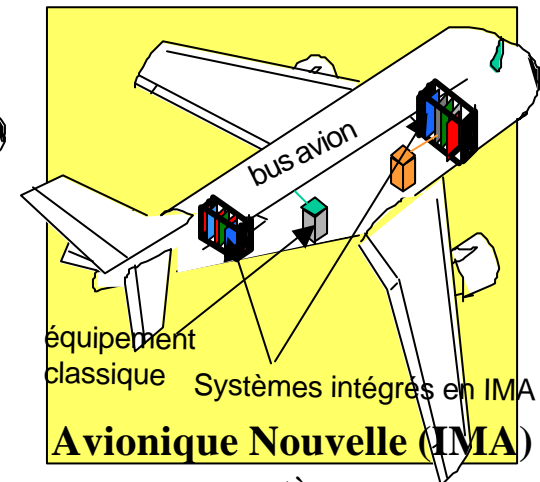 bus avion
équipement
classique
Systèmes intégrés en IMA
Avionique Nouvelle (IMA)